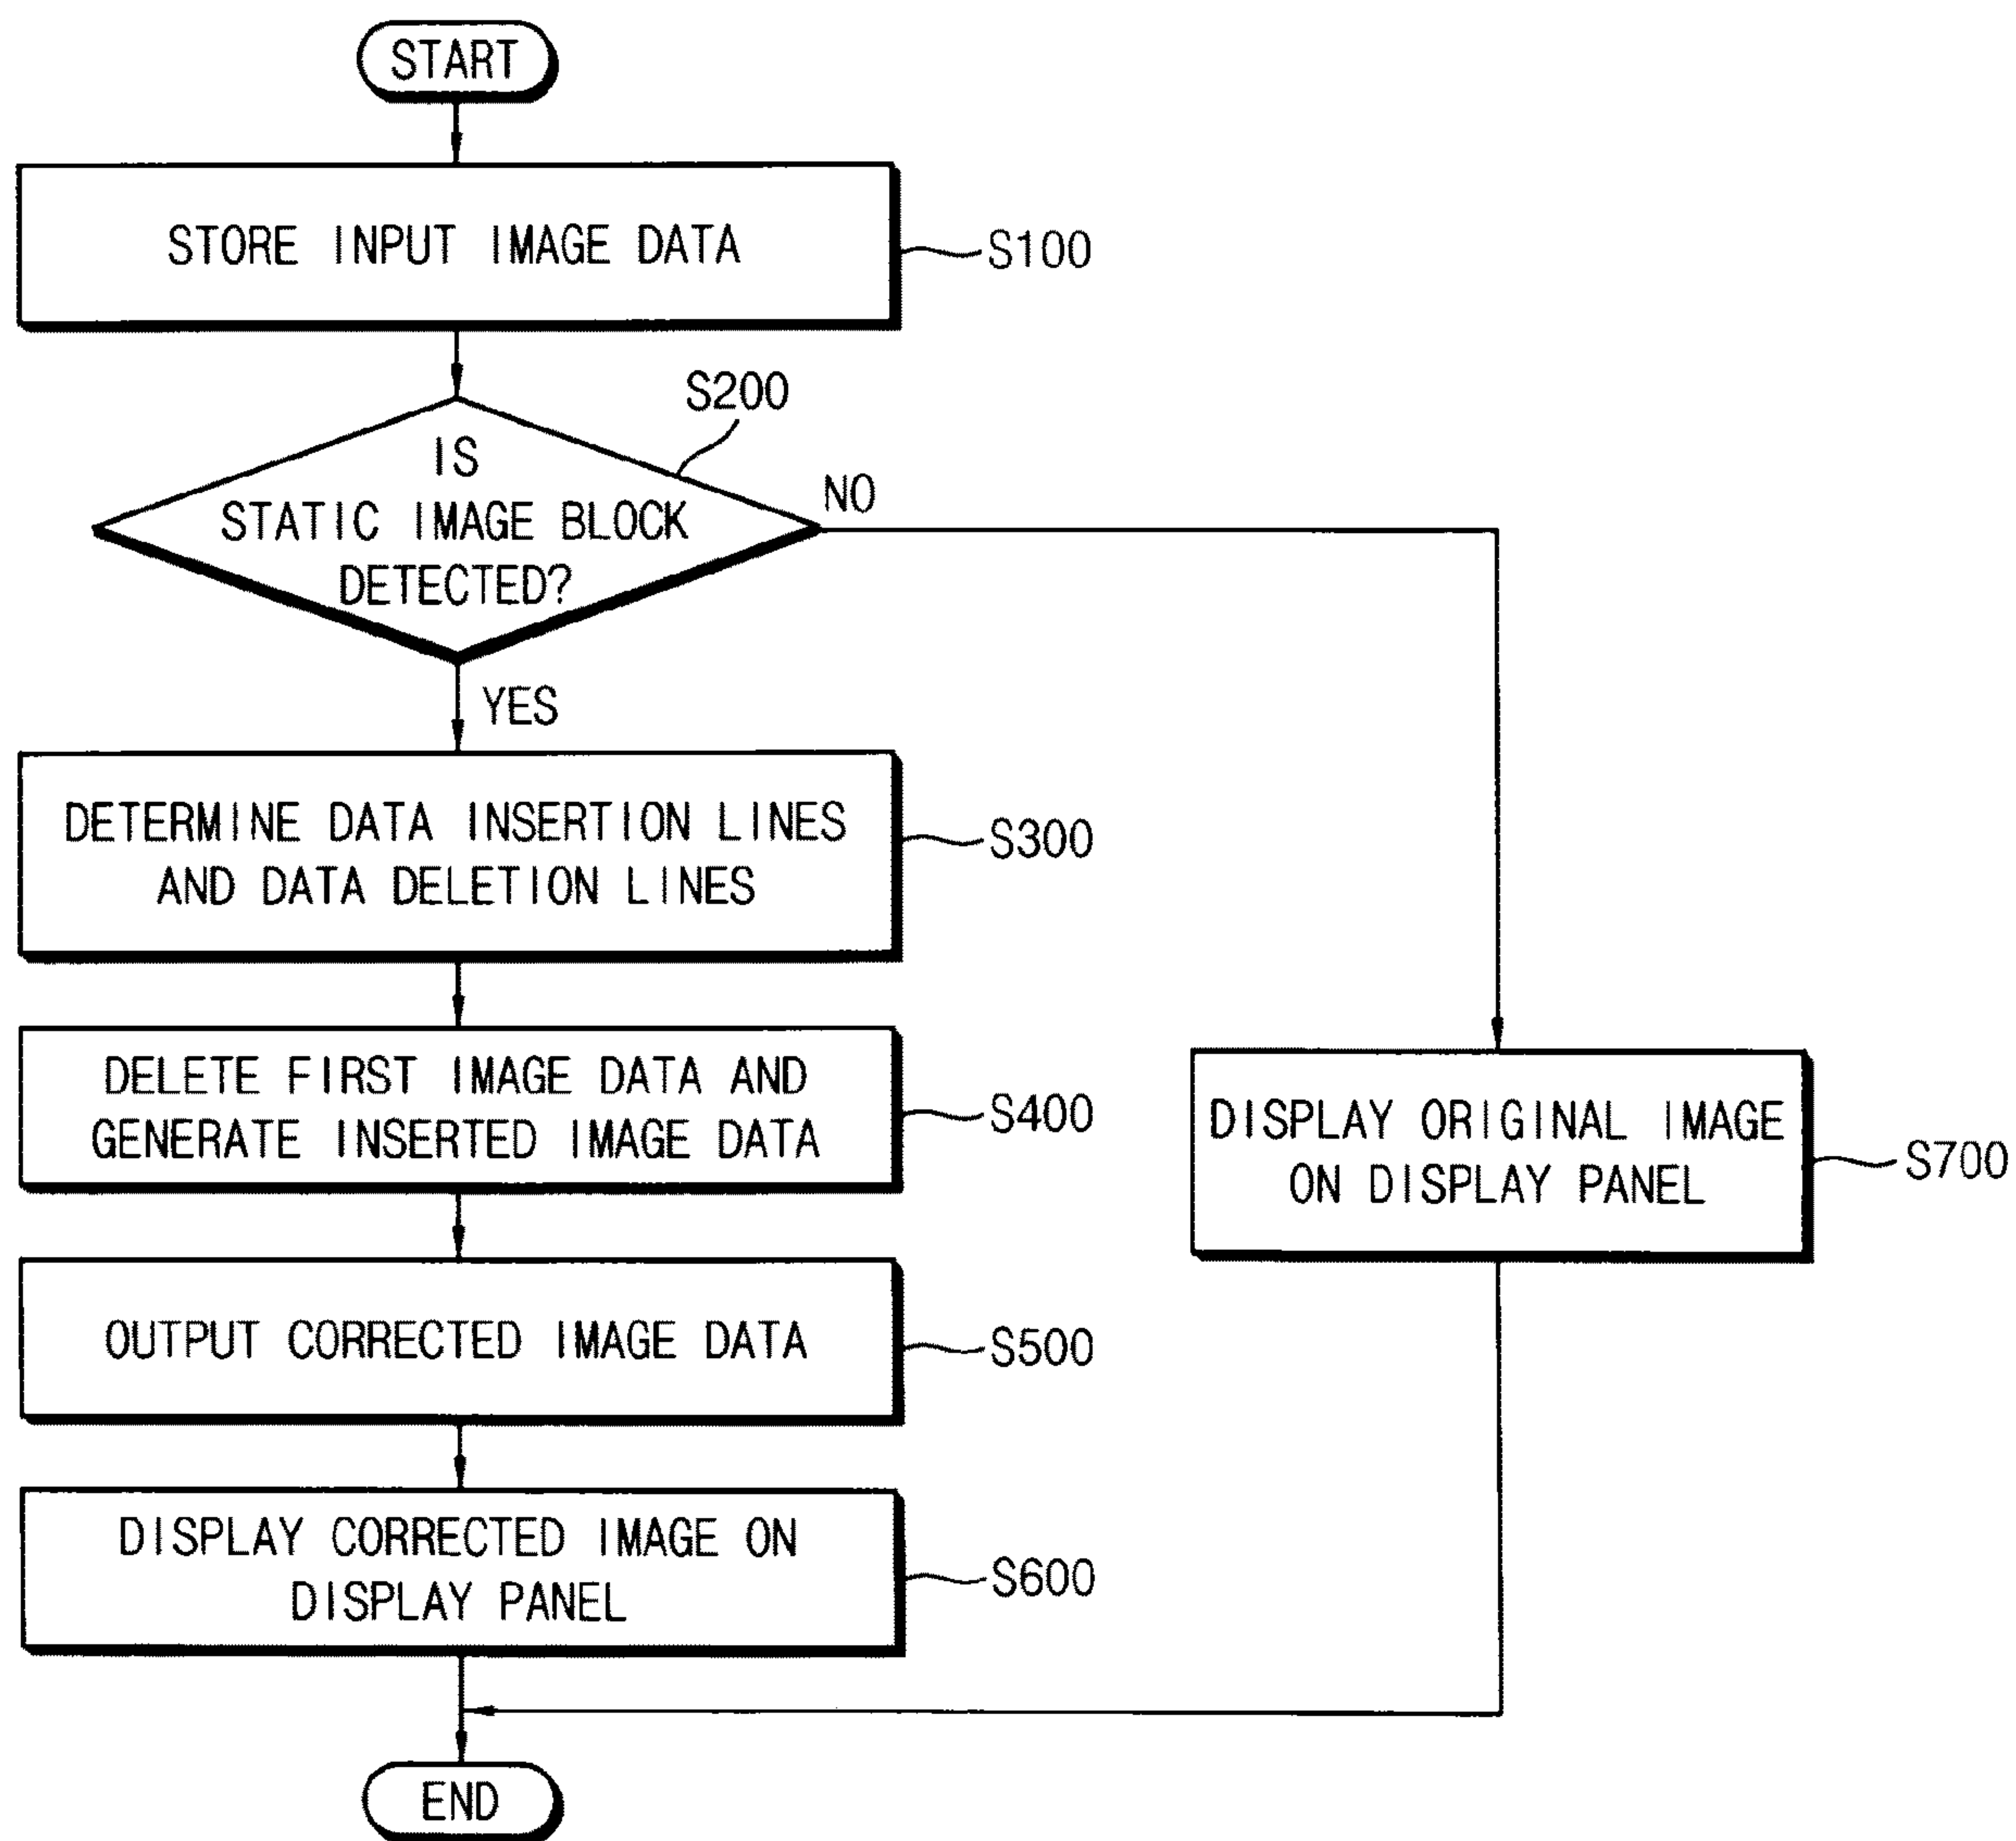 START
STORE INPUT IMAGE DATA
S100
S200
IS
STATIC IMAGE BLOCK
DETECTED?
NO
YES
DETERMINE DATA INSERTION LINES
AND DATA DELETION LINES
S300
DELETE FIRST IMAGE DATA AND
GENERATE INSERTED IMAGE DATA
S400
DISPLAY ORIGINAL IMAGE
ON DISPLAY PANEL
S700
OUTPUT CORRECTED IMAGE DATA
S500
DISPLAY CORRECTED IMAGE ON
DISPLAY PANEL
S600
END